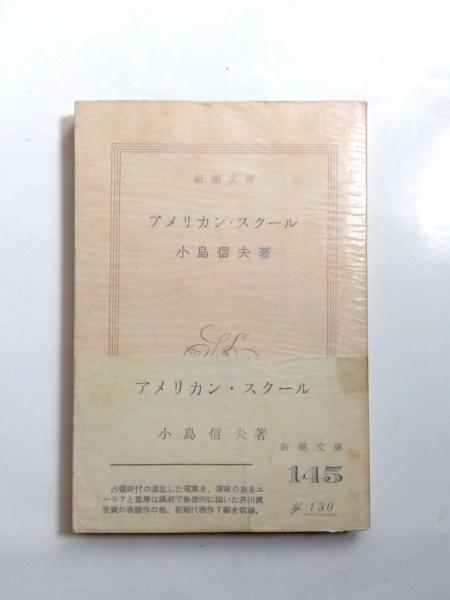 新潮文庫
アメリカン・スクール
小島信夫著
アメリカン・スクール
小島信夫著
新潮文庫
145
￥130
占領時代の混乱した現実を、深味のあるユ
ーモアと重厚な諷刺で象徴的に描いた芥川賞
受賞の表題作の他、初期代表作7編を収録。